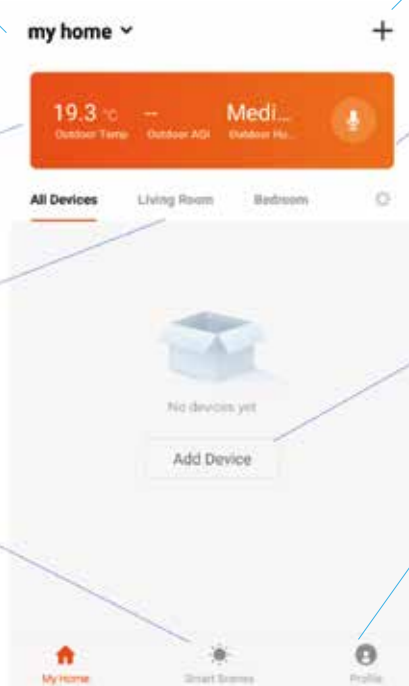 my home
19.3 °C -- Medi...
Outdoor Temp Outdoor AQI Outdoor Hu...
All Devices Living Room Bedroom
No devices yet
Add Device
My Home Smart Scenes Profile